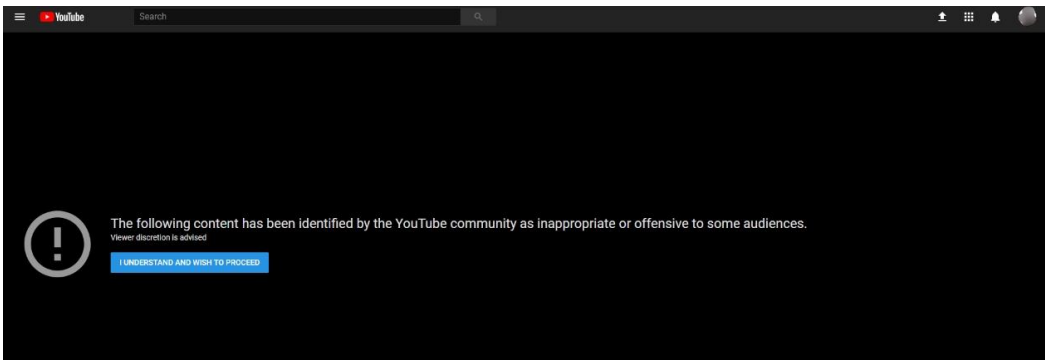 YouTube
Search
The following content has been identified by the YouTube community as inappropriate or offensive to some audiences.
Viewer discretion is advised
I UNDERSTAND AND WISH TO PROCEED